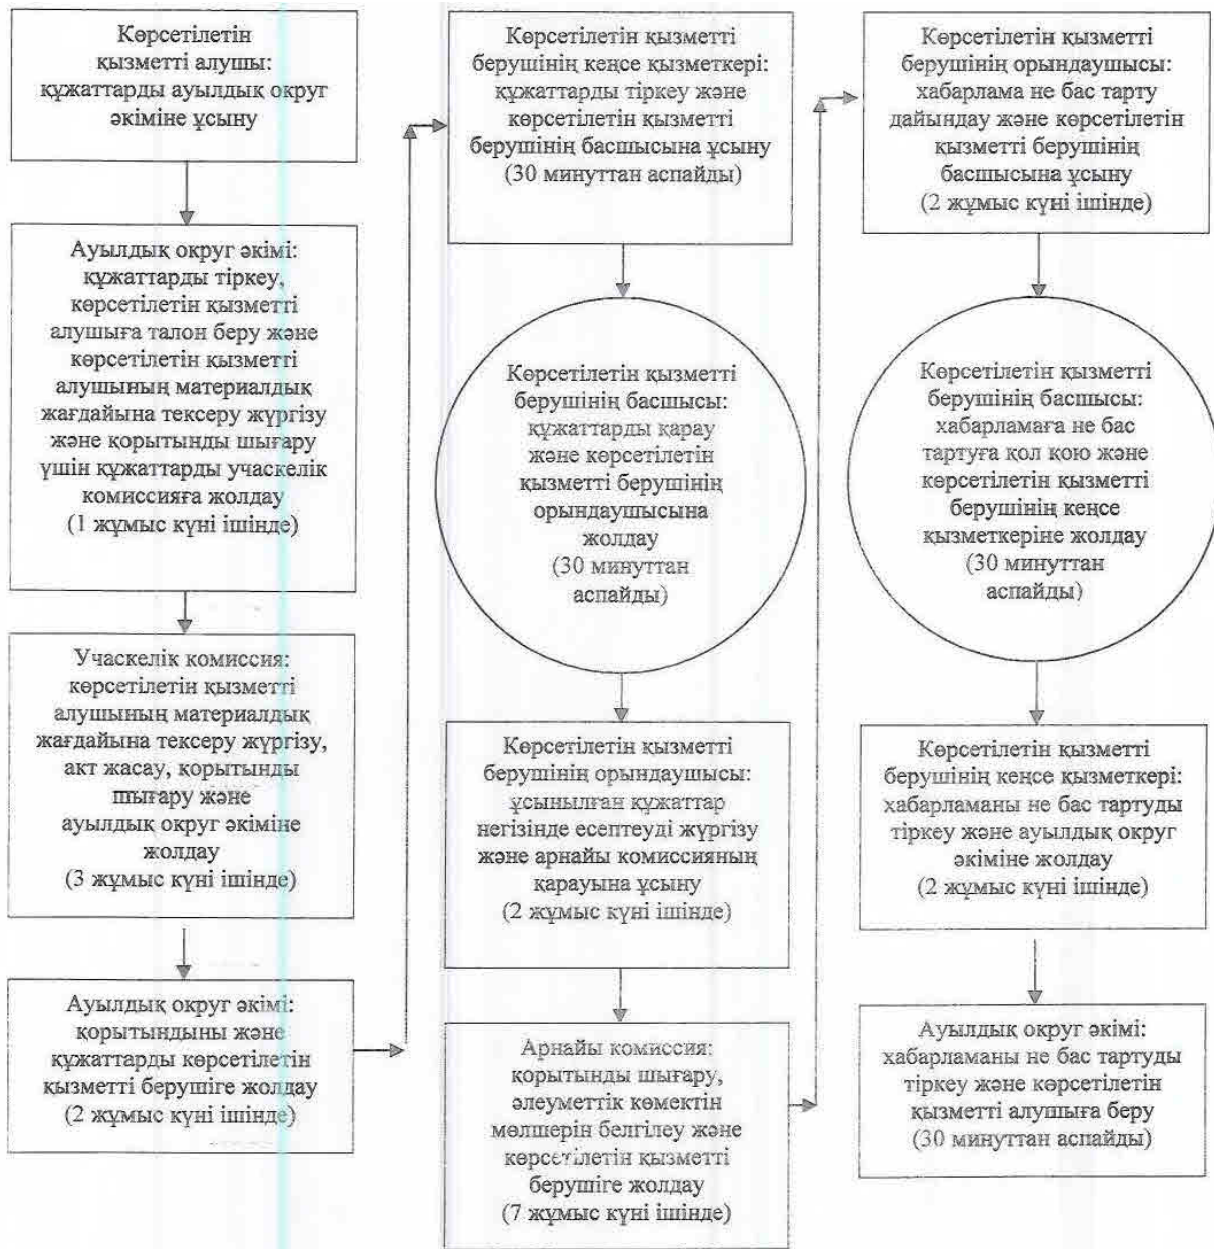 Көрсетілетін
қызметті алушы:
құжаттарды ауылдық округ
әкіміне ұсыну
Ауылдық округ әкімі:
құжаттарды тіркеу,
көрсетілетін қызметті
алушыға талон беру және
көрсетілетін қызметті
алушының материалдық
жағдайына тексеру жүргізу
және қорытынды шығару
үшін құжаттарды учаскелік
комиссияға жолдау
(1 жұмыс күні ішінде)
Учаскелік комиссия:
көрсетілетін қызметті
алушының материалдық
жағдайына тексеру жүргізу,
акт жасау, қорытынды
шығару және
ауылдық округ әкіміне
жолдау
(3 жұмыс күні ішінде)
Ауылдық округ әкімі:
қорытындыны және
құжаттарды көрсетілетін
қызметті берушіге жолдау
(2 жұмыс күні ішінде)
Көрсетілетін қызметті
берушінің кеңсе қызметкері:
құжаттарды тіркеу және
көрсетілетін қызметті
берушінің басшысына ұсыну
(30 минуттан аспайды)
Көрсетілетін қызметті
берушінің басшысы:
құжаттарды қарау
және көрсетілетін
қызметті берушінің
орындаушысына
жолдау
(30 минуттан
аспайды)
Көрсетілетін қызметті
берушінің орындаушысы:
ұсынылған құжаттар
негізінде есептеуді жүргізу
және арнайы комиссияның
қарауына ұсыну
(2 жұмыс күні ішінде)
Арнайы комиссия:
қорытынды шығару,
әлеуметтік көмектін
мөлшерін белгілеу және
көрсетілетін қызметті
берушіге жолдау
(7 жұмыс күні ішінде)
Көрсетілетін қызметті
берушінің орындаушысы:
хабарлама не бас тарту
дайындау және көрсетілетін
қызметті берушінің
басшысына ұсыну
(2 жұмыс күні ішінде)
Көрсетілетін қызметті
берушінің басшысы:
хабарламаға не бас
тартуға қол қою және
көрсетілетін қызметті
берушінің кеңсе
қызметкеріне жолдау
(30 минуттан
аспайды)
Көрсетілетін қызметті
берушінің кеңсе қызметкері:
хабарламаны не бас тартуды
тіркеу және ауылдық округ
әкіміне жолдау
(2 жұмыс күні ішінде)
Ауылдық округ әкімі:
хабарламаны не бас тартуды
тіркеу және көрсетілетін
қызметті алушыға беру
(30 минуттан аспайды)